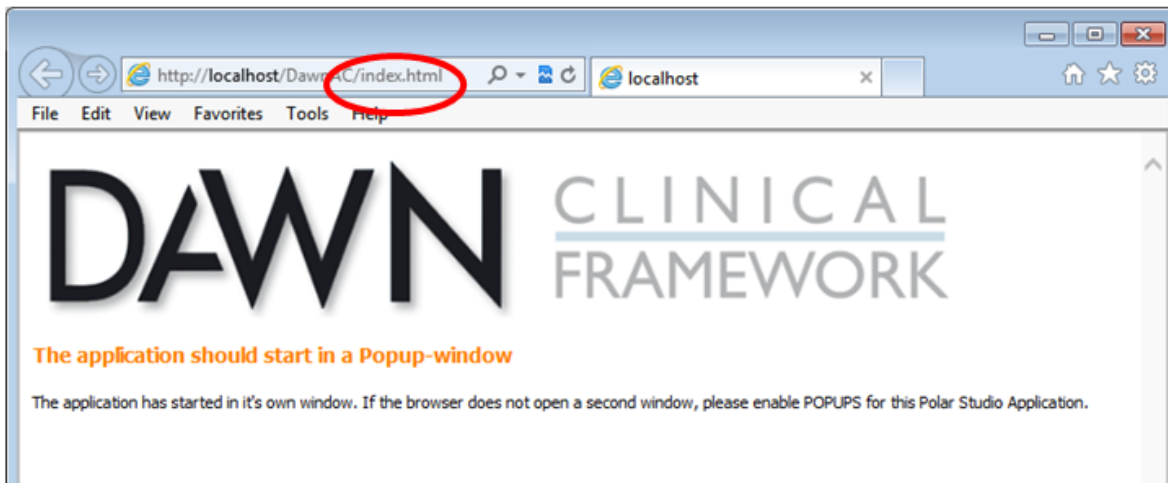 http://localhost/DawnAC/index.html
localhost
File Edit View Favorites Tools Help
DAWN CLINICAL
FRAMEWORK
The application should start in a Popup-window
The application has started in it's own window. If the browser does not open a second window, please enable POPUPS for this Polar Studio Application.